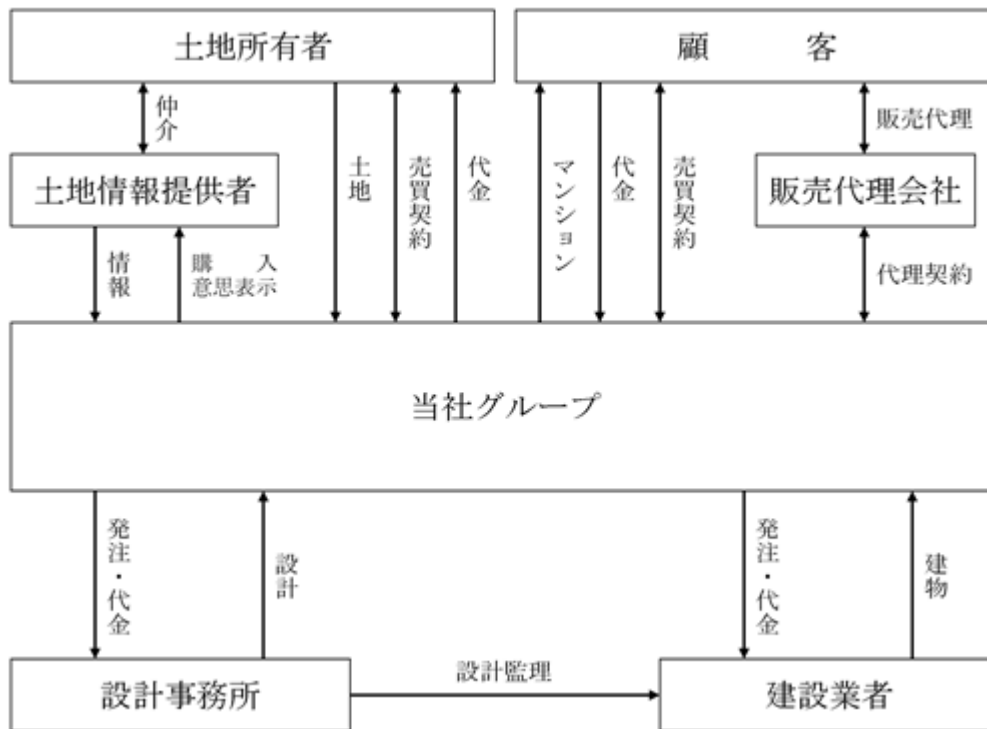 土地所有者
顧客
仲介
販売代理
土地情報提供者
土地
売買契約
代金
マンション
代金
売買契約
販売代理会社
情報
購入
意思表示
代理契約
当社グループ
発注・代金
設計
発注・代金
建物
設計事務所
設計監理
建設業者